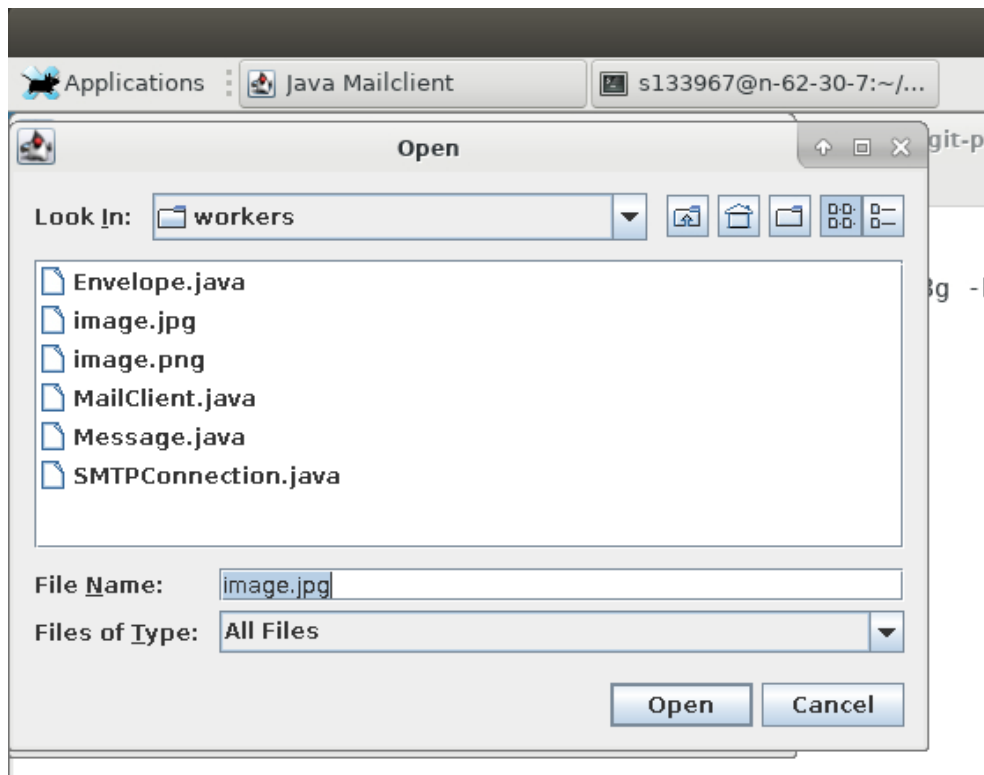 Applications
Java Mailclient
s133967@n-62-30-7:~/...
Open
git-p
Look In:
workers
Envelope.java
image.jpg
image.png
MailClient.java
Message.java
SMTPConnection.java
File Name:
image.jpg
Files of Type:
All Files
Open
Cancel